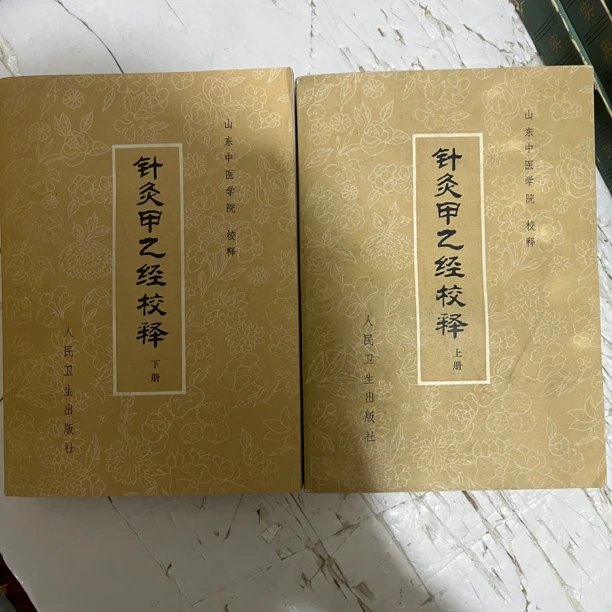 山东中医学院 校释
针灸甲乙经校释
下册
人民卫生出版社
山东中医学院 校释
针灸甲乙经校释
上册
人民卫生出版社